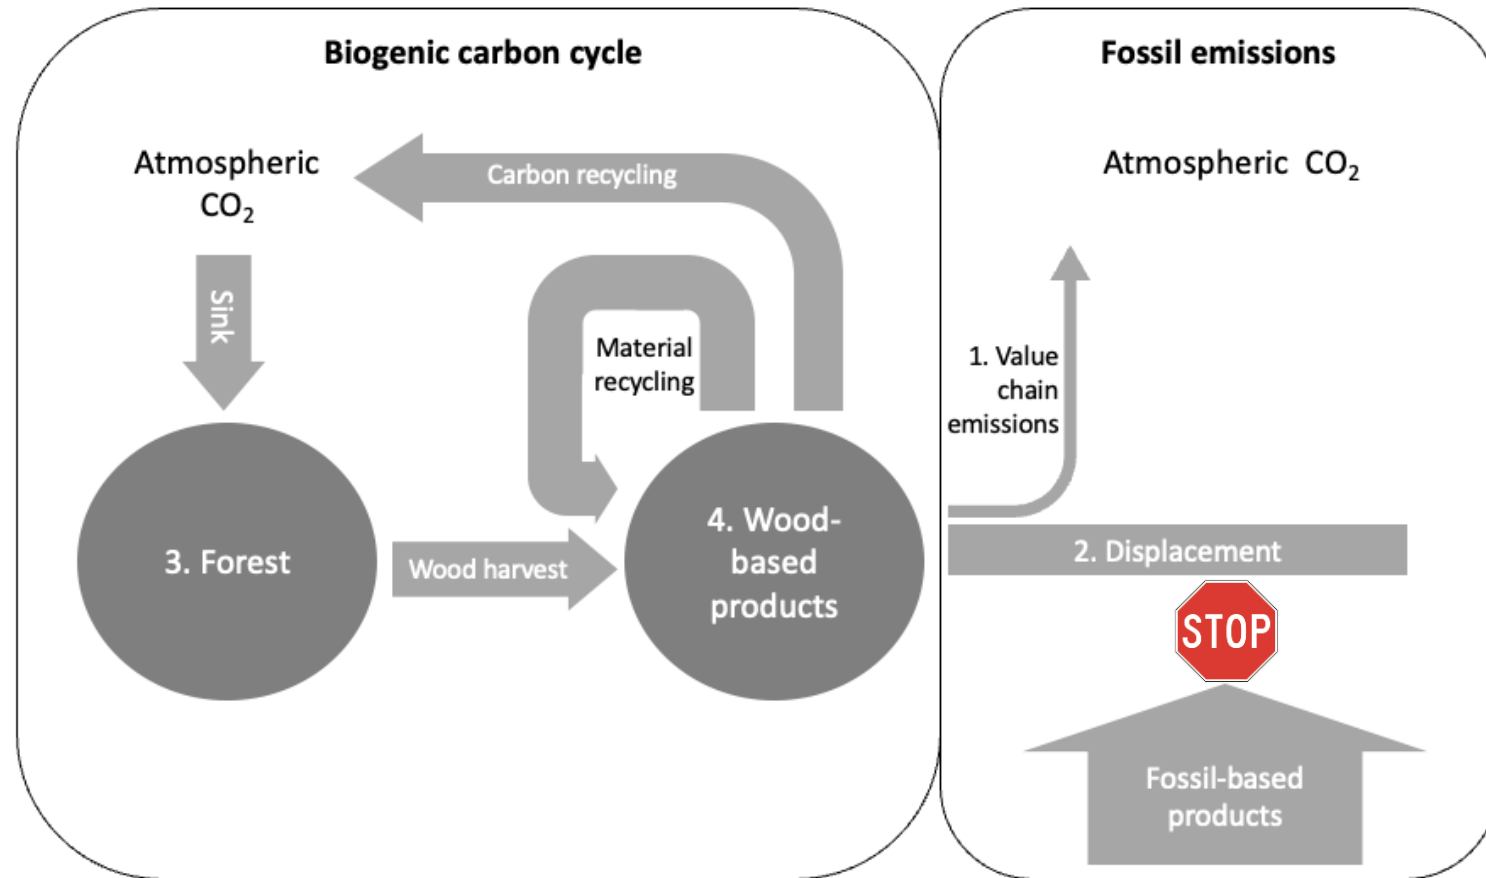 Biogenic carbon cycle
Atmospheric
CO₂
Carbon recycling
Sink
Material
recycling
3. Forest
Wood harvest
4. Wood-
based
products
Fossil emissions
Atmospheric CO₂
1. Value
chain
emissions
2. Displacement
STOP
Fossil-based
products